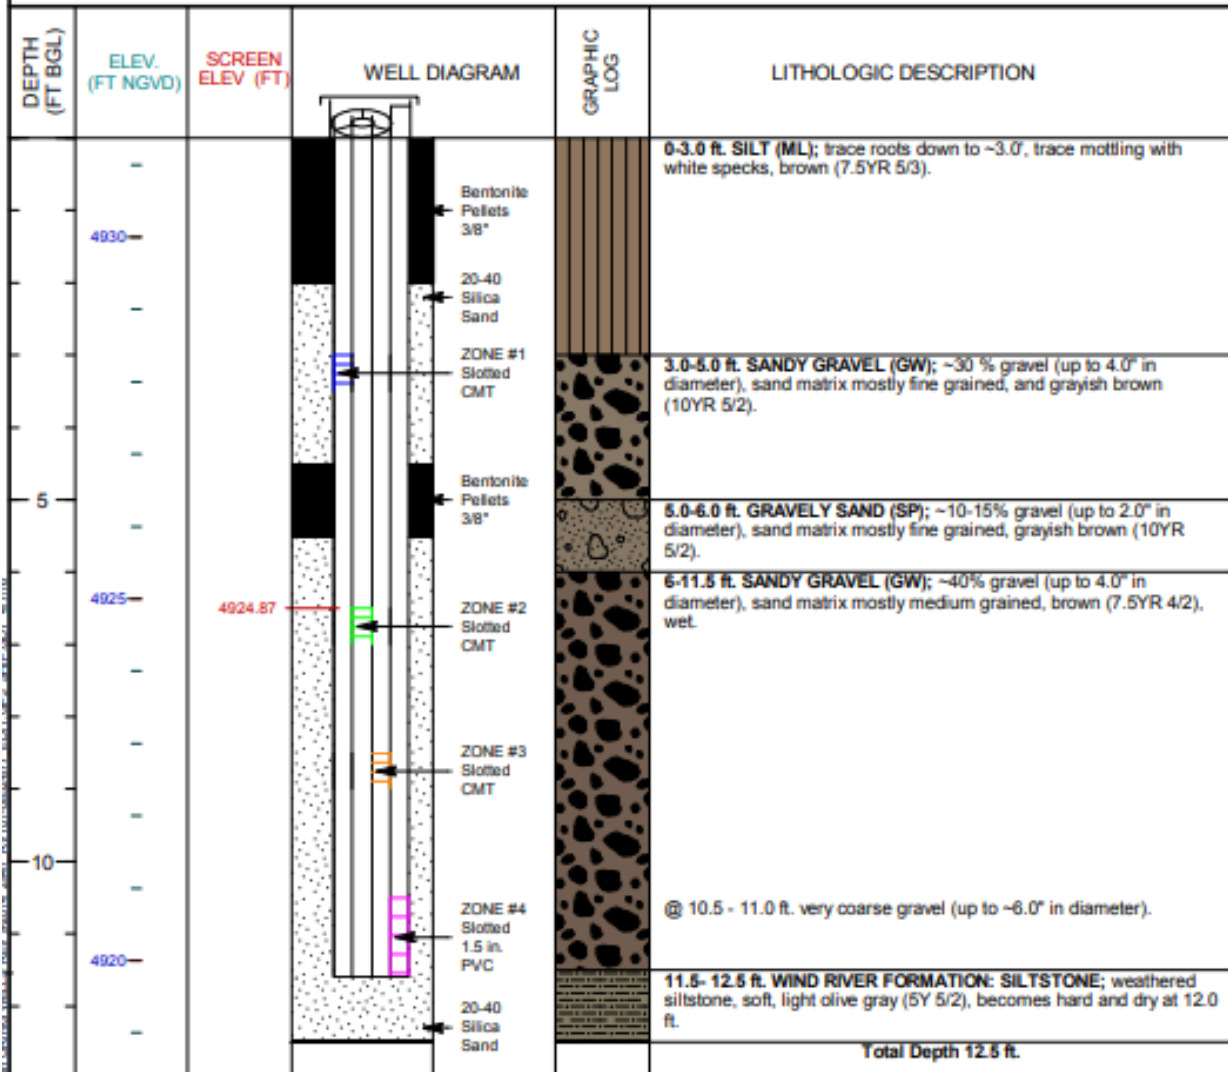 DEPTH
(FT BGL)
ELEV.
(FT NGVD)
SCREEN
ELEV (FT)
WELL DIAGRAM
GRAPHIC
LOG
LITHOLOGIC DESCRIPTION
0-3.0 ft. SILT (ML); trace roots down to ~3.0', trace mottling with
white specks, brown (7.5YR 5/3).
Bentonite
Pellets
3/8"
4930
20-40
Silica
Sand
ZONE #1
Slotted
CMT
3.0-5.0 ft. SANDY GRAVEL (GW); ~30 % gravel (up to 4.0" in
diameter), sand matrix mostly fine grained, and grayish brown
(10YR 5/2).
Bentonite
Pellets
3/8"
5
5.0-6.0 ft. GRAVELY SAND (SP); ~10-15% gravel (up to 2.0" in
diameter), sand matrix mostly fine grained, grayish brown (10YR
5/2).
6-11.5 ft. SANDY GRAVEL (GW); ~40% gravel (up to 4.0" in
diameter), sand matrix mostly medium grained, brown (7.5YR 4/2),
wet.
4925
4924.87
ZONE #2
Slotted
CMT
ZONE #3
Slotted
CMT
10
@ 10.5 - 11.0 ft. very coarse gravel (up to ~6.0" in diameter).
ZONE #4
Slotted
1.5 in.
PVC
4920
11.5- 12.5 ft. WIND RIVER FORMATION: SILTSTONE; weathered
siltstone, soft, light olive gray (5Y 5/2), becomes hard and dry at 12.0
ft.
20-40
Silica
Sand
Total Depth 12.5 ft.